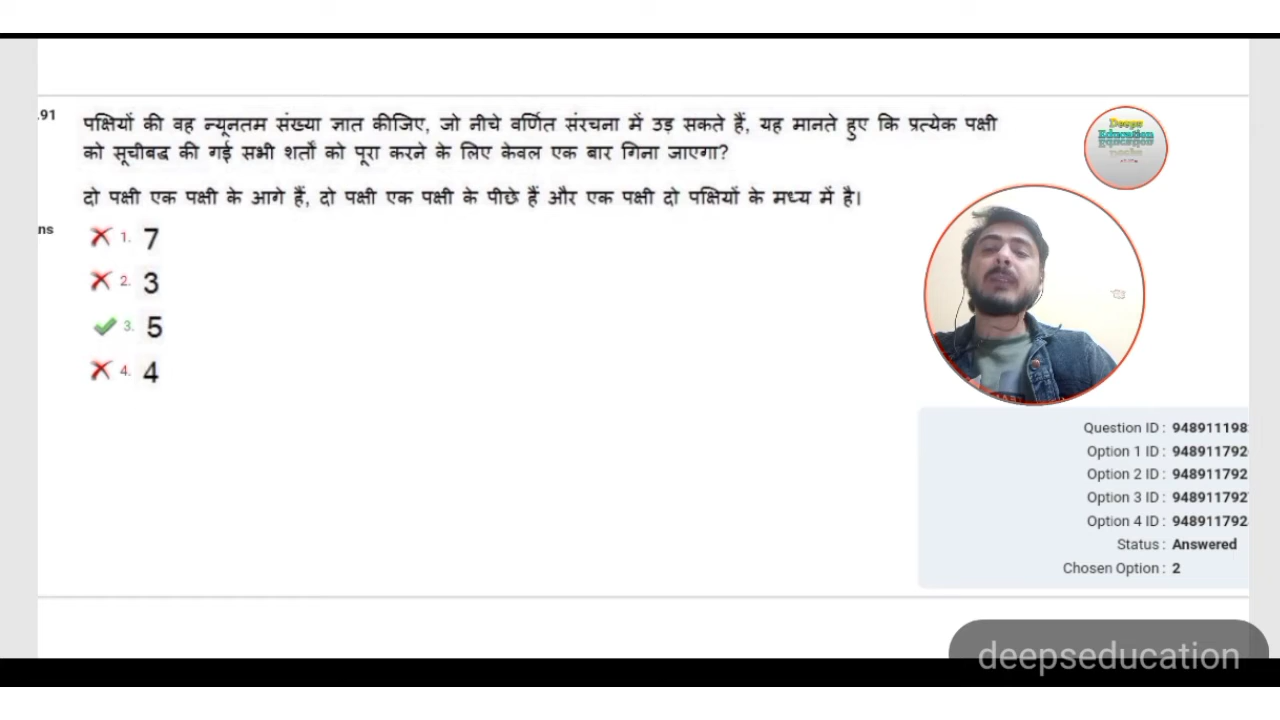 .91
पक्षियों की वह न्यूनतम संख्या ज्ञात कीजिए, जो नीचे वर्णित संरचना में उड़ सकते हैं, यह मानते हुए कि प्रत्येक पक्षी
को सूचीबद्ध की गई सभी शर्तों को पूरा करने के लिए केवल एक बार गिना जाएगा?
दो पक्षी एक पक्षी के आगे हैं, दो पक्षी एक पक्षी के पीछे हैं और एक पक्षी दो पक्षियों के मध्य में है।
ns
1. 7
2. 3
3. 5
4. 4
Deeps
Education
Question ID : 948911198
Option 1 ID : 948911792
Option 2 ID : 948911792
Option 3 ID : 948911792
Option 4 ID : 948911792
Status : Answered
Chosen Option : 2
deepseducation